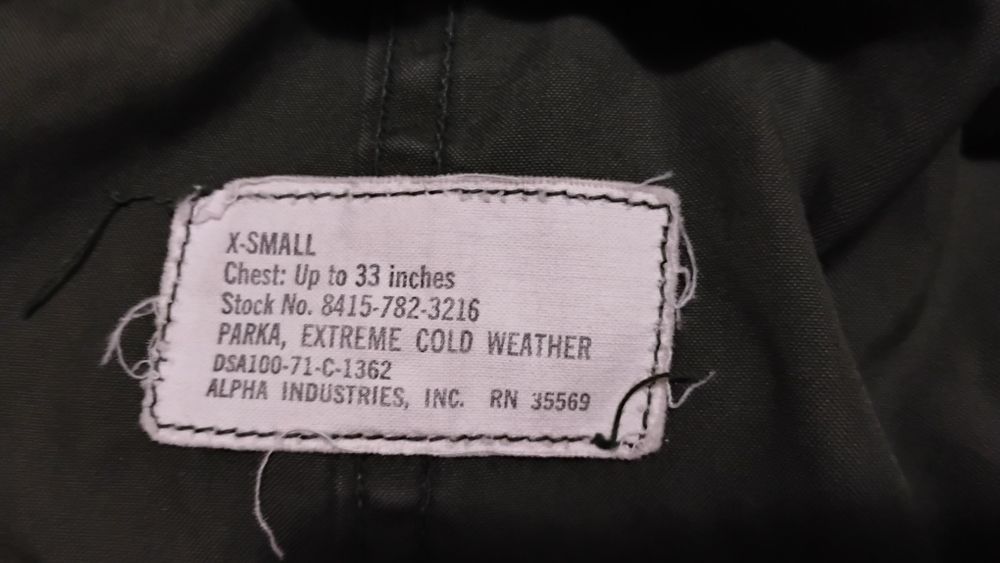 X-SMALL
Chest: Up to 33 inches
Stock No. 8415-782-3216
PARKA, EXTREME COLD WEATHER
DSA100-71-C-1362
ALPHA INDUSTRIES, INC. RN 35569